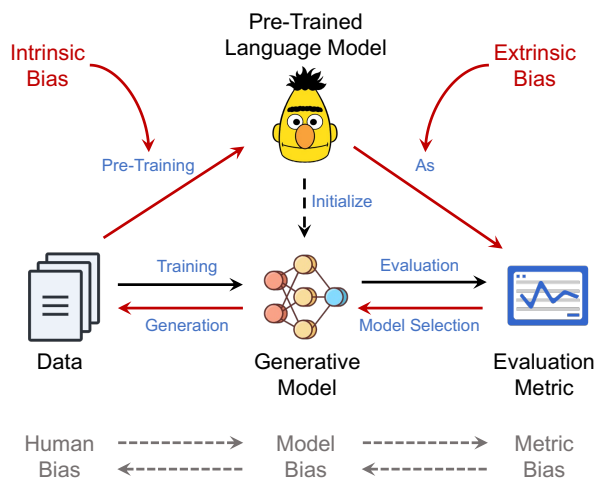 Pre-Trained
Language Model
Intrinsic
Bias
Extrinsic
Bias
Pre-Training
As
Initialize
Training
Evaluation
Generation
Model Selection
Data
Generative
Model
Evaluation
Metric
Human
Bias
Model
Bias
Metric
Bias